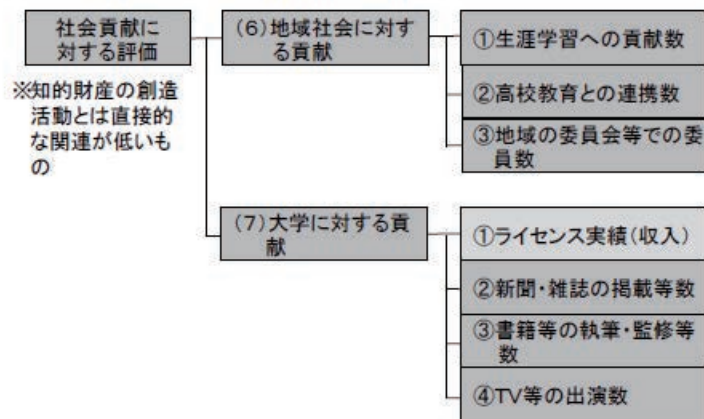 社会貢献に
対する評価
※知的財産の創造
活動とは直接的
な関連が低いも
の
(6)地域社会に対す
る貢献
①生涯学習への貢献数
②高校教育との連携数
③地域の委員会等での委
員数
(7)大学に対する貢
献
①ライセンス実績(収入)
②新聞・雑誌の掲載等数
③書籍等の執筆・監修等
数
④TV等の出演数